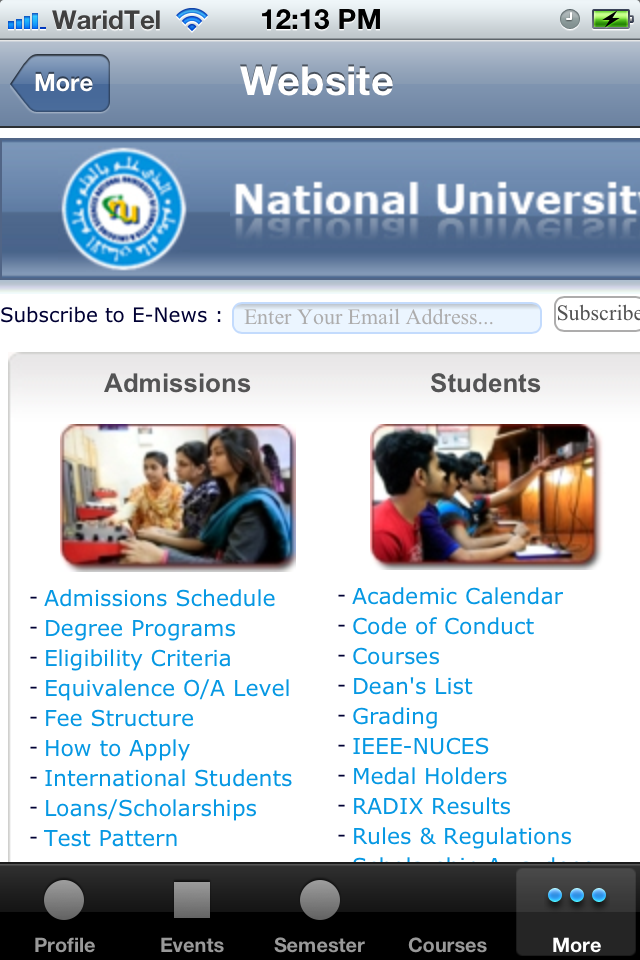 WaridTel 12:13 PM
More Website
National Universit
Subscribe to E-News : Enter Your Email Address... Subscribe
Admissions
- Admissions Schedule
- Degree Programs
- Eligibility Criteria
- Equivalence O/A Level
- Fee Structure
- How to Apply
- International Students
- Loans/Scholarships
- Test Pattern
Students
- Academic Calendar
- Code of Conduct
- Courses
- Dean's List
- Grading
- IEEE-NUCES
- Medal Holders
- RADIX Results
- Rules & Regulations
Profile Events Semester Courses More